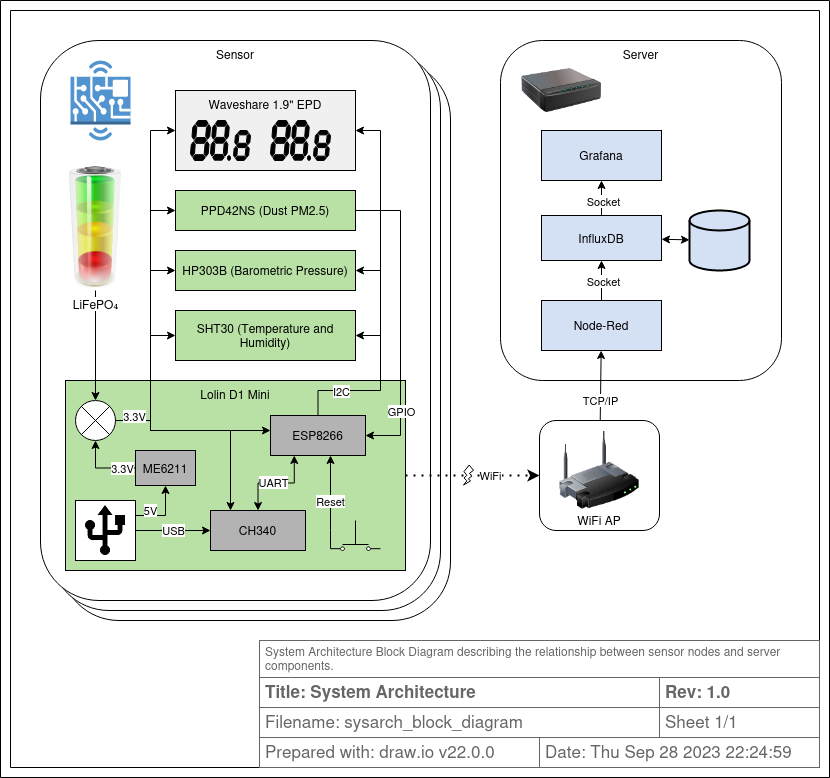 Sensor
Waveshare 1.9" EPD
88.8 88.8
PPD42NS (Dust PM2.5)
HP303B (Barometric Pressure)
LiFePO₄
SHT30 (Temperature and
Humidity)
Lolin D1 Mini
I2C
GPIO
3.3V
ESP8266
3.3V
ME6211
UART
5V
Reset
USB
CH340
WiFi
Server
Grafana
Socket
InfluxDB
Socket
Node-Red
TCP/IP
WiFi AP
System Architecture Block Diagram describing the relationship between sensor nodes and server
components.
Title: System Architecture
Rev: 1.0
Filename: sysarch_block_diagram
Sheet 1/1
Prepared with: draw.io v22.0.0
Date: Thu Sep 28 2023 22:24:59